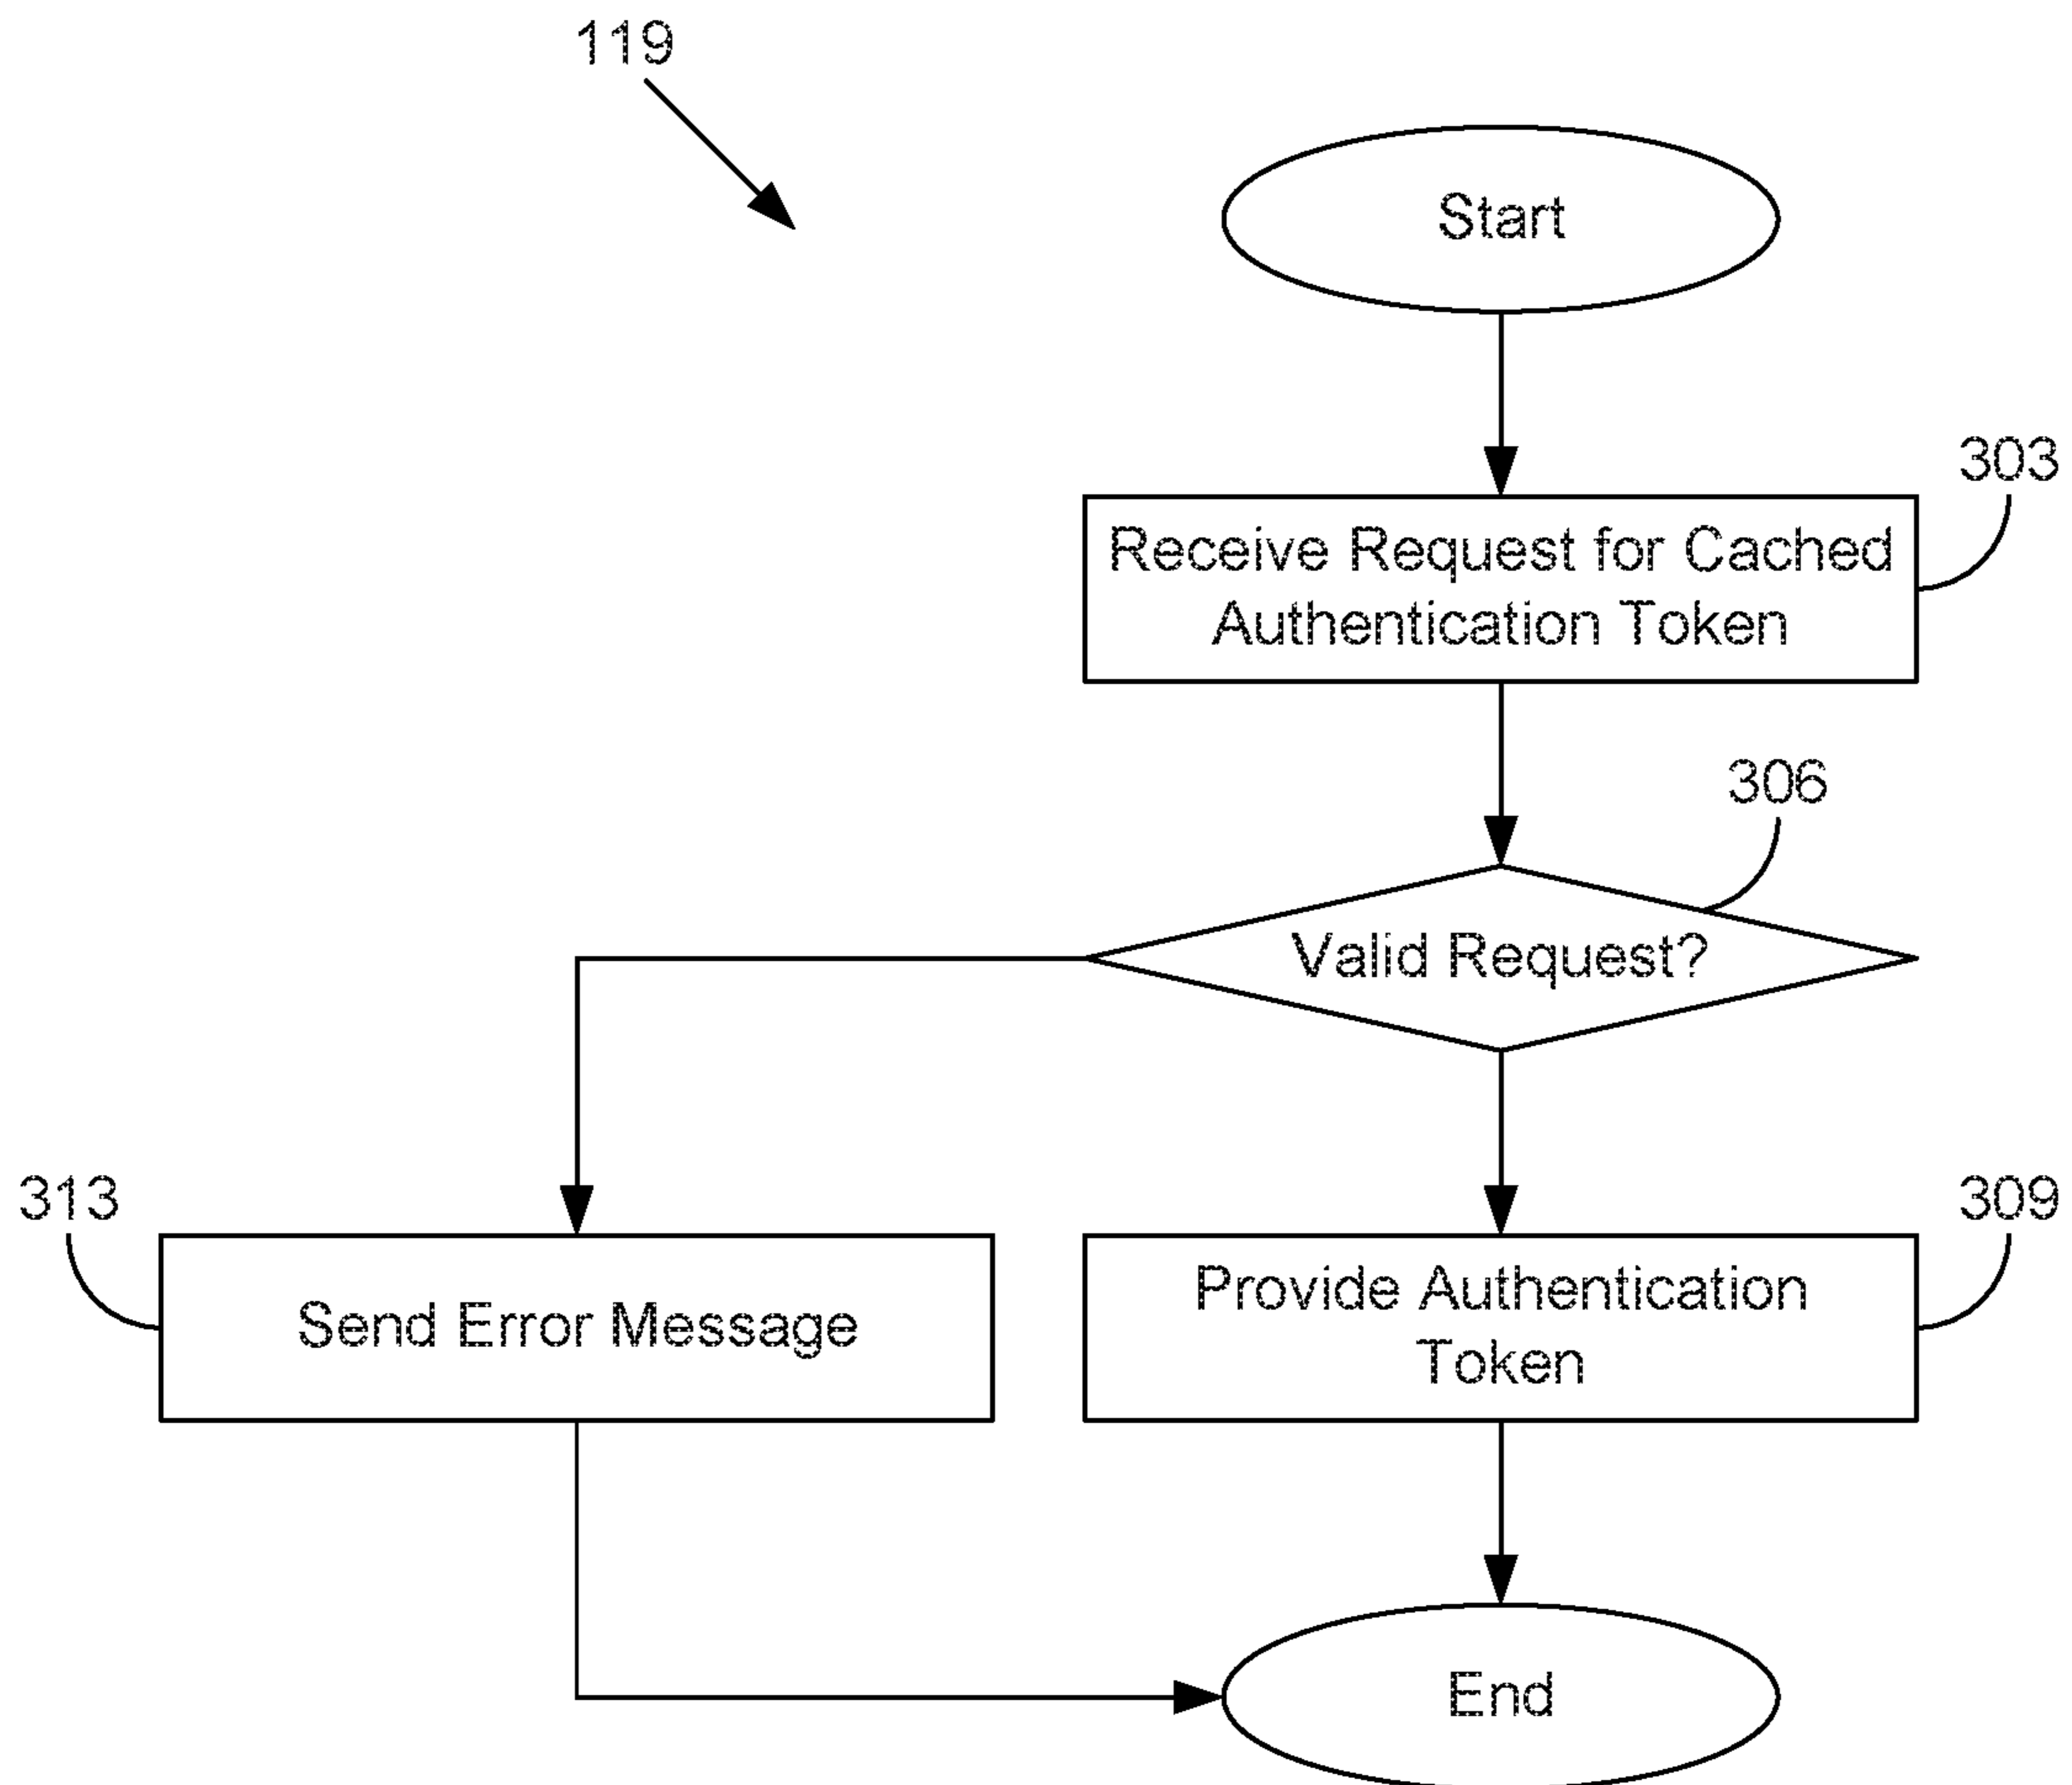 119
Start
303
Receive Request for Cached
Authentication Token
306
Valid Request?
313
309
Send Error Message
Provide Authentication
Token
End